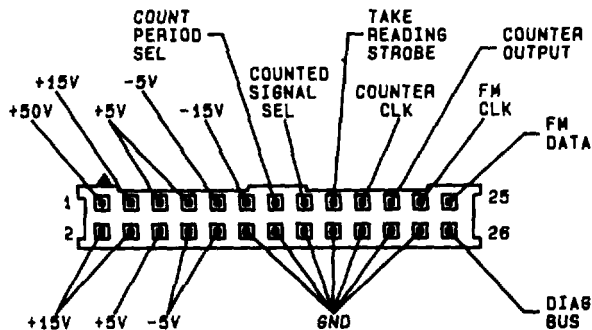 COUNT
PERIOD
SEL
TAKE
READING
STROBE
COUNTER
OUTPUT
+15V
-5V
COUNTED
SIGNAL
SEL
COUNTER
CLK
FM
CLK
+50V
+5V
-15V
FM
DATA
1
25
2
26
+15V
+5V
-5V
GND
DIAG
BUS